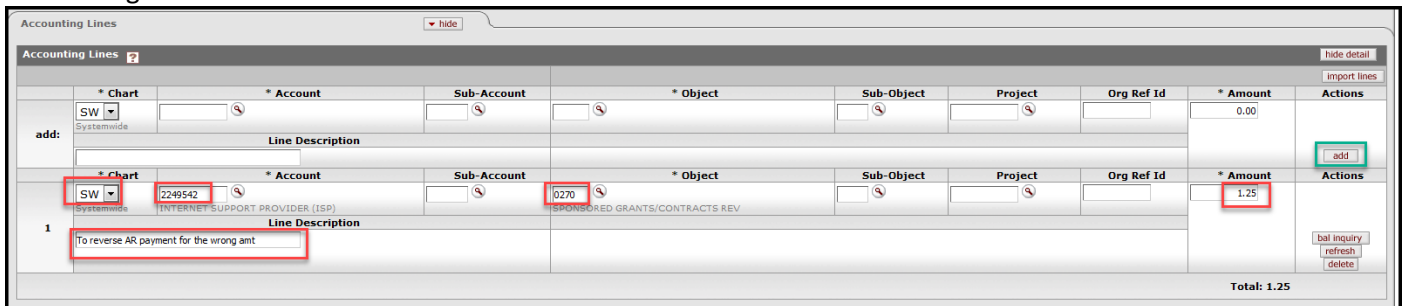 Accounting Lines
▼ hide
Accounting Lines ?
hide detail
import lines
* Chart * Account Sub-Account * Object Sub-Object Project Org Ref Id * Amount Actions
add: SW 0.00
Systemwide
Line Description
add
* Chart * Account Sub-Account * Object Sub-Object Project Org Ref Id * Amount Actions
1 SW 2249542 0270 1.25
Systemwide INTERNET SUPPORT PROVIDER (ISP) SPONSORED GRANTS/CONTRACTS REV
Line Description
To reverse AR payment for the wrong amt
bal inquiry
refresh
delete
Total: 1.25